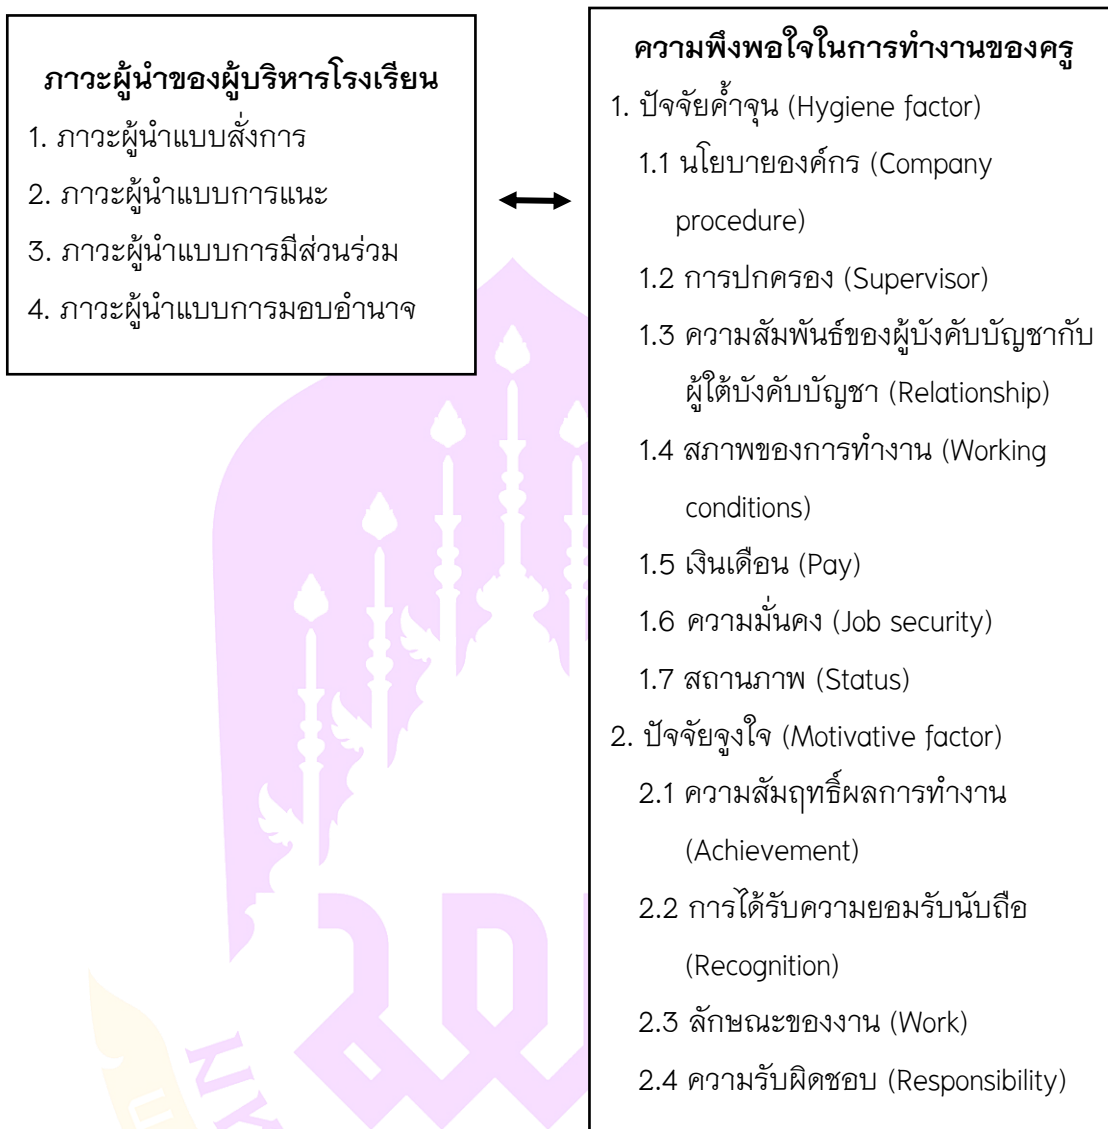 ภาวะผู้นำของผู้บริหารโรงเรียน
1. ภาวะผู้นำแบบสั่งการ
2. ภาวะผู้นำแบบการแนะ
3. ภาวะผู้นำแบบการมีส่วนร่วม
4. ภาวะผู้นำแบบการมอบอำนาจ
ความพึงพอใจในการทำงานของครู
1. ปัจจัยค้ำจุน (Hygiene factor)
1.1 นโยบายองค์กร (Company
procedure)
1.2 การปกครอง (Supervisor)
1.3 ความสัมพันธ์ของผู้บังคับบัญชากับ
ผู้ใต้บังคับบัญชา (Relationship)
1.4 สภาพของการทำงาน (Working
conditions)
1.5 เงินเดือน (Pay)
1.6 ความมั่นคง (Job security)
1.7 สถานภาพ (Status)
2. ปัจจัยจูงใจ (Motivative factor)
2.1 ความสัมฤทธิ์ผลการทำงาน
(Achievement)
2.2 การได้รับความยอมรับนับถือ
(Recognition)
2.3 ลักษณะของงาน (Work)
2.4 ความรับผิดชอบ (Responsibility)